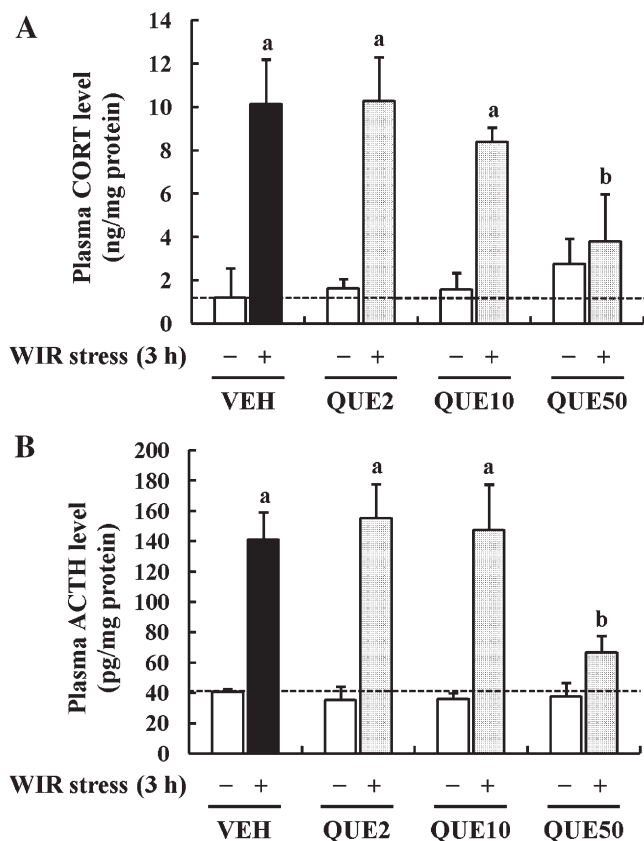 A
Plasma CORT level
(ng/mg protein)
14
12
10
8
6
4
2
0
a
a
a
b
WIR stress (3 h) − + − + − + − +
VEH QUE2 QUE10 QUE50
B
Plasma ACTH level
(pg/mg protein)
200
180
160
140
120
100
80
60
40
20
0
a
a
a
b
WIR stress (3 h) − + − + − + − +
VEH QUE2 QUE10 QUE50